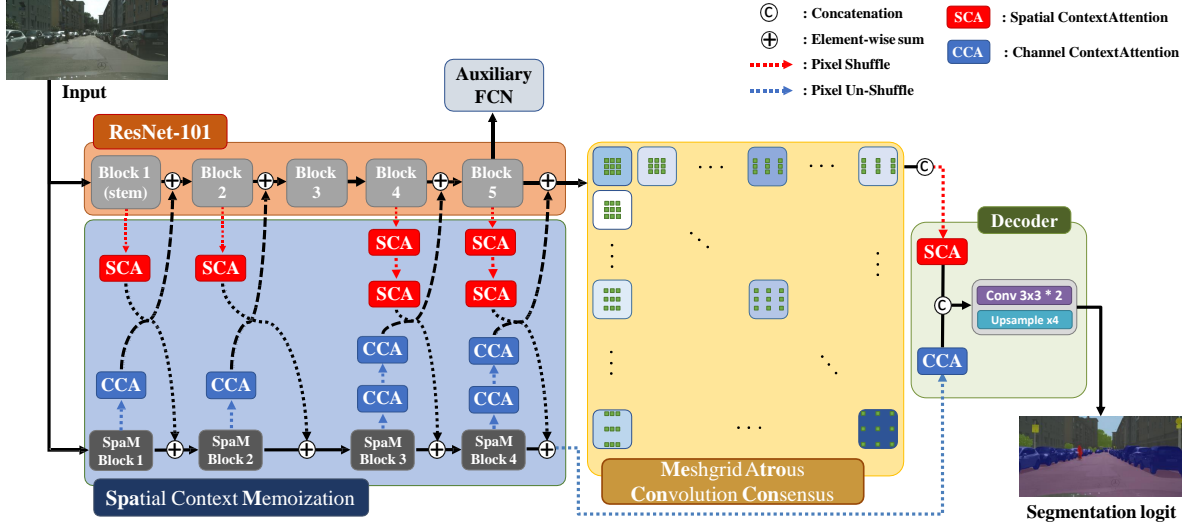 C : Concatenation
+ : Element-wise sum
: Pixel Shuffle
: Pixel Un-Shuffle
SCA : Spatial ContextAttention
CCA : Channel ContextAttention
Input
Auxiliary
FCN
ResNet-101
Block 1
(stem)
Block
2
Block
3
Block
4
Block
5
SCA
SCA
SCA
SCA
SCA
SCA
CCA
CCA
CCA
CCA
CCA
CCA
SpaM
Block 1
SpaM
Block 2
SpaM
Block 3
SpaM
Block 4
Spatial Context Memoization
Meshgrid Atrous
Convolution Consensus
C
Decoder
SCA
C
Conv 3x3 * 2
Upsample x4
CCA
Segmentation logit